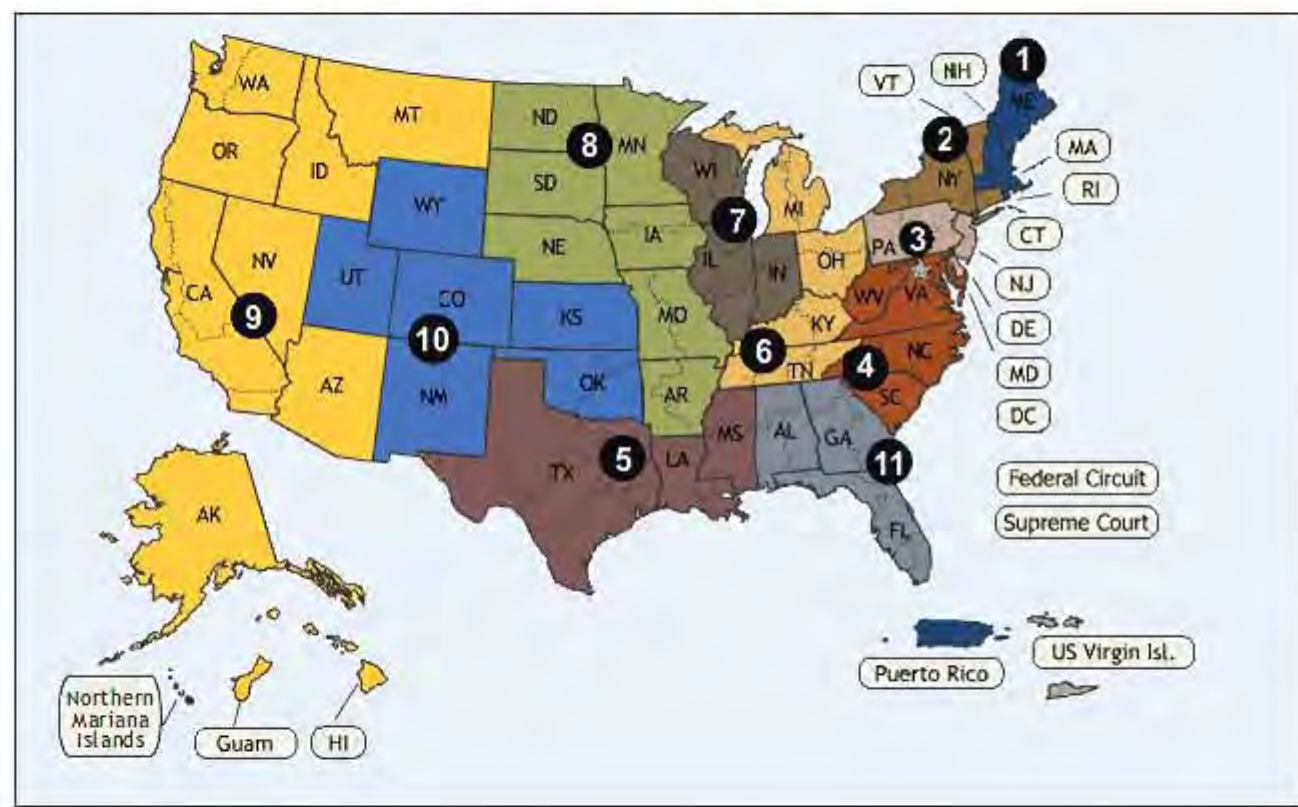 1
ME
NH
VT
2
NY
MA
RI
CT
3
PA
NJ
DE
MD
DC
WA
MT
OR
ID
WY
NV
CA
UT
CO
9
10
AZ
NM
ND
8
MN
SD
NE
IA
KS
MO
OK
AR
WI
7
IL
IN
MI
OH
6
KY
TN
WV
VA
4
NC
SC
5
TX
LA
MS
AL
GA
11
FL
Federal Circuit
Supreme Court
AK
Northern
Mariana
Islands
Guam
HI
Puerto Rico
US Virgin Isl.